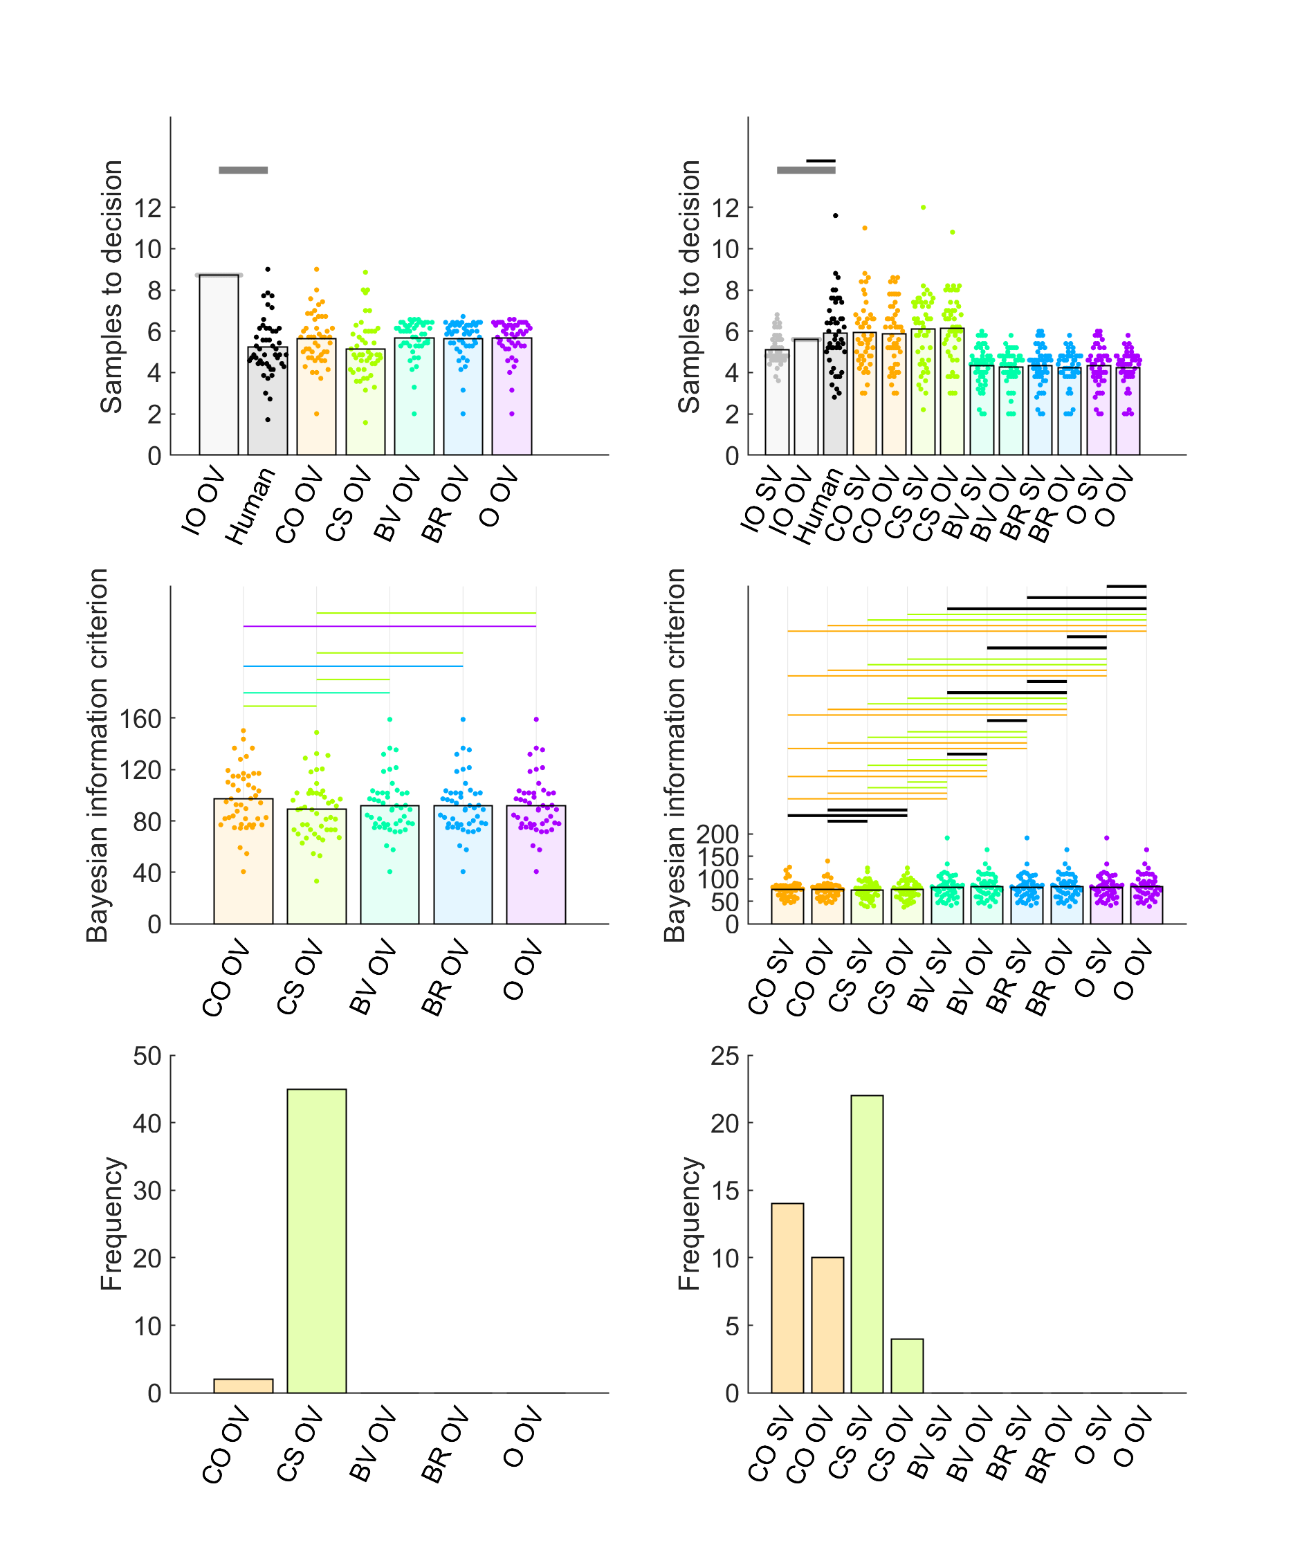 Samples to decision
12
10
8
6
4
2
0
IO OV
Human
CO OV
CS OV
BV OV
BR OV
O OV
Samples to decision
12
10
8
6
4
2
0
IO SV
IO OV
Human
CO SV
CO OV
CS SV
CS OV
BV SV
BV OV
BR SV
BR OV
O SV
O OV
Bayesian information criterion
160
120
80
40
0
CO OV
CS OV
BV OV
BR OV
O OV
Bayesian information criterion
200
150
100
50
0
CO SV
CO OV
CS SV
CS OV
BV SV
BV OV
BR SV
BR OV
O SV
O OV
Frequency
50
40
30
20
10
0
CO OV
CS OV
BV OV
BR OV
O OV
Frequency
25
20
15
10
5
0
CO SV
CO OV
CS SV
CS OV
BV SV
BV OV
BR SV
BR OV
O SV
O OV